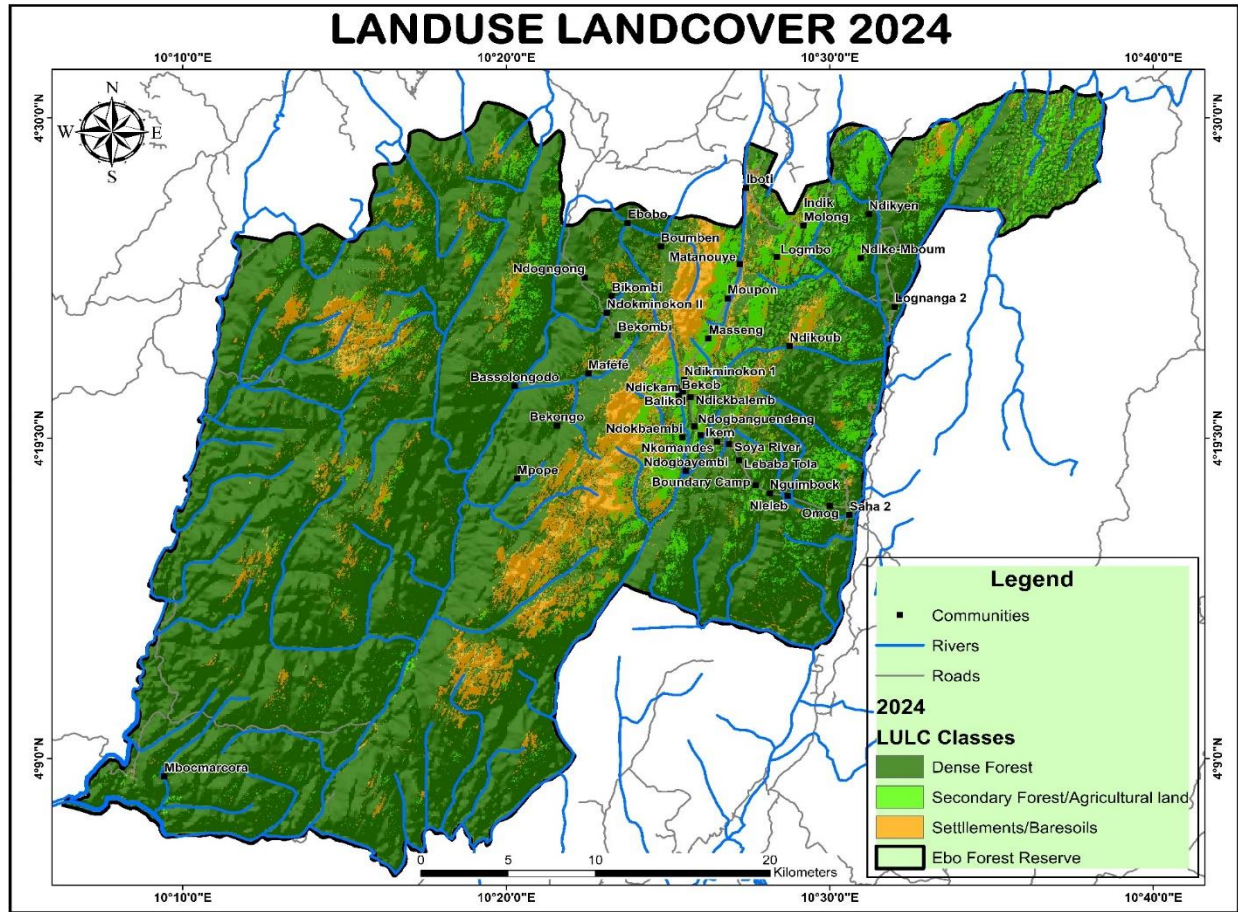 LANDUSE LANDCOVER 2024
10°10'0"E
10°20'0"E
10°30'0"E
10°40'0"E
N
W
E
S
4°30'0"N
4°30'0"N
Iboti
Ebobo
Indik
Molong
Ndikyen
Boumben
Matanouye
Logmbo
Ndike-Mboum
Ndogngong
Bikombi
Moupon
Ndokminokon II
Lognanga 2
Bekombi
Masseng
Ndikoub
Maféfé
Ndikminokon 1
Bassolongodo
Ndickam
Bekob
Balikol
Ndickbalemb
Bekongo
Ndogbanguendeng
4°19'30"N
4°19'30"N
Ndokbaembi
Ikem
Nkomandes
Soya River
Ndogbayembi
Lebaba Tola
Mpope
Boundary Camp
Nguimbock
Nleleb
Omog
Saha 2
Legend
Communities
Rivers
Roads
2024
LULC Classes
Dense Forest
Secondary Forest/Agricultural land
Settllements/Baresoils
Ebo Forest Reserve
4°9'0"N
4°9'0"N
Mbocmarcora
0
5
10
20
Kilometers
10°10'0"E
10°20'0"E
10°30'0"E
10°40'0"E